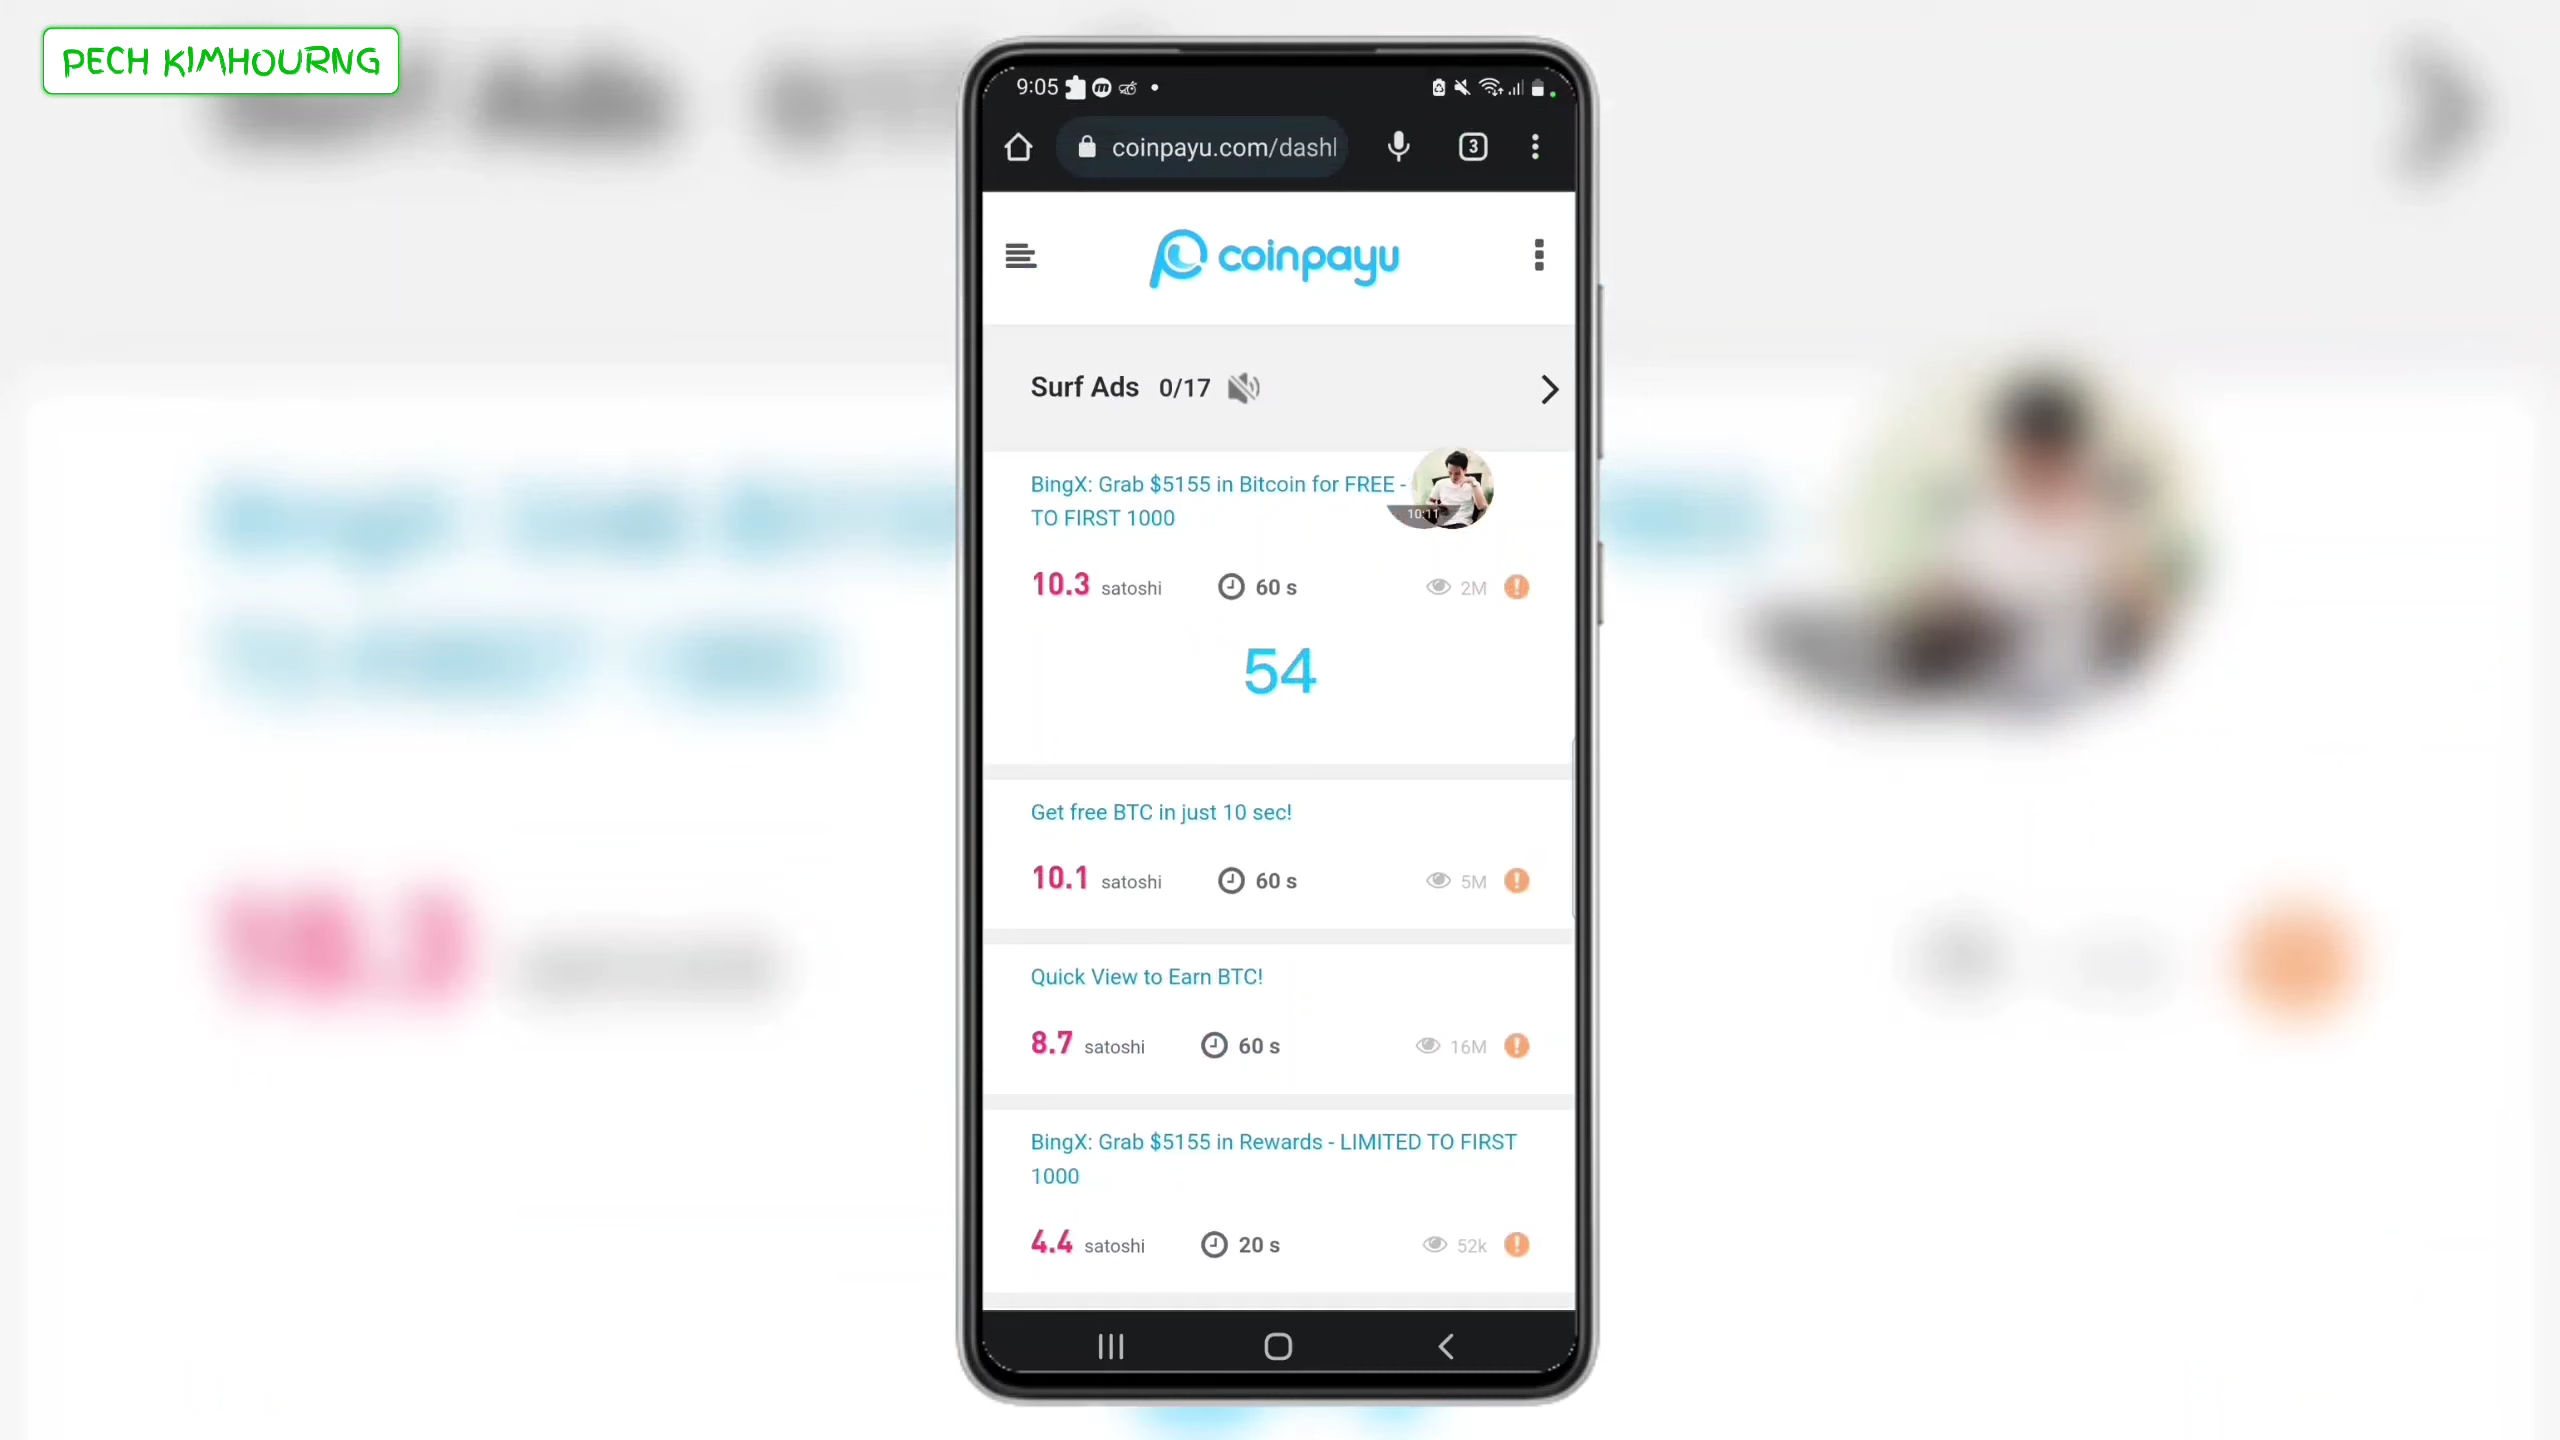 PECH KIMHOURNG
9:05
coinpayu.com/dashl
3
coinpayu
Surf Ads 0/17
BingX: Grab $5155 in Bitcoin for FREE -
TO FIRST 1000
10:11
10.3 satoshi 60 s 2M
54
Get free BTC in just 10 sec!
10.1 satoshi 60 s 5M
Quick View to Earn BTC!
8.7 satoshi 60 s 16M
BingX: Grab $5155 in Rewards - LIMITED TO FIRST
1000
4.4 satoshi 20 s 52k